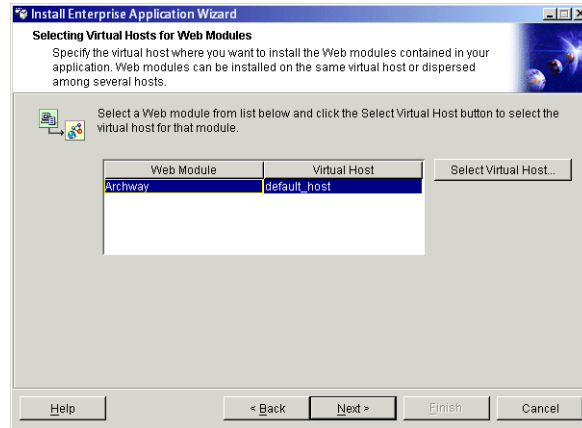 Install Enterprise Application Wizard
Selecting Virtual Hosts for Web Modules
Specify the virtual host where you want to install the Web modules contained in your
application. Web modules can be installed on the same virtual host or dispersed
among several hosts.
Select a Web module from list below and click the Select Virtual Host button to select the
virtual host for that module.
Web Module Virtual Host Select Virtual Host...
Archway default_host
Help < Back Next > Finish Cancel